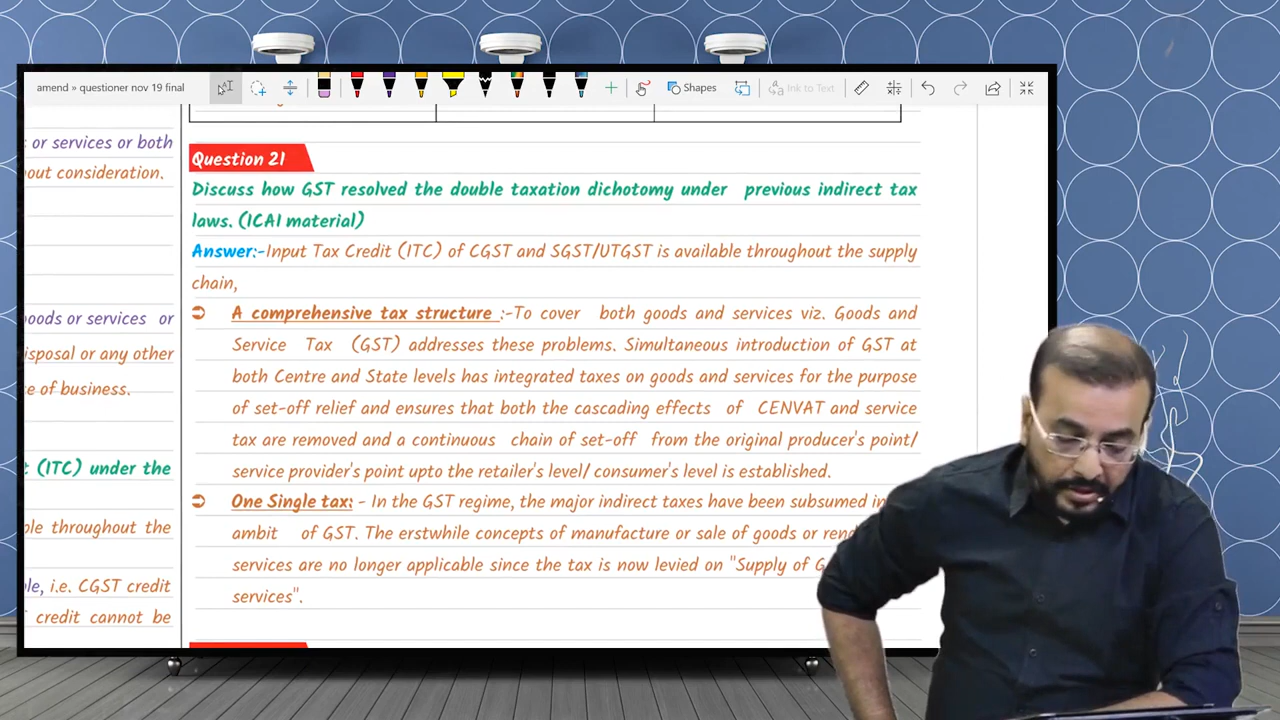 amend » questioner nov 19 final
Shapes
Ink to Text
s or services or both
out consideration.
goods or services or
isposal or any other
e of business.
t (ITC) under the
ble throughout the
ble, i.e. CGST credit
credit cannot be
Question 21
Discuss how GST resolved the double taxation dichotomy under previous indirect tax
laws. (ICAI material)
Answer:-Input Tax Credit (ITC) of CGST and SGST/UTGST is available throughout the supply
chain,
➲ A comprehensive tax structure :-To cover both goods and services viz. Goods and
Service Tax (GST) addresses these problems. Simultaneous introduction of GST at
both Centre and State levels has integrated taxes on goods and services for the purpose
of set-off relief and ensures that both the cascading effects of CENVAT and service
tax are removed and a continuous chain of set-off from the original producer's point/
service provider's point upto the retailer's level/ consumer's level is established.
➲ One Single tax: - In the GST regime, the major indirect taxes have been subsumed in
ambit of GST. The erstwhile concepts of manufacture or sale of goods or rend
services are no longer applicable since the tax is now levied on "Supply of G
services".